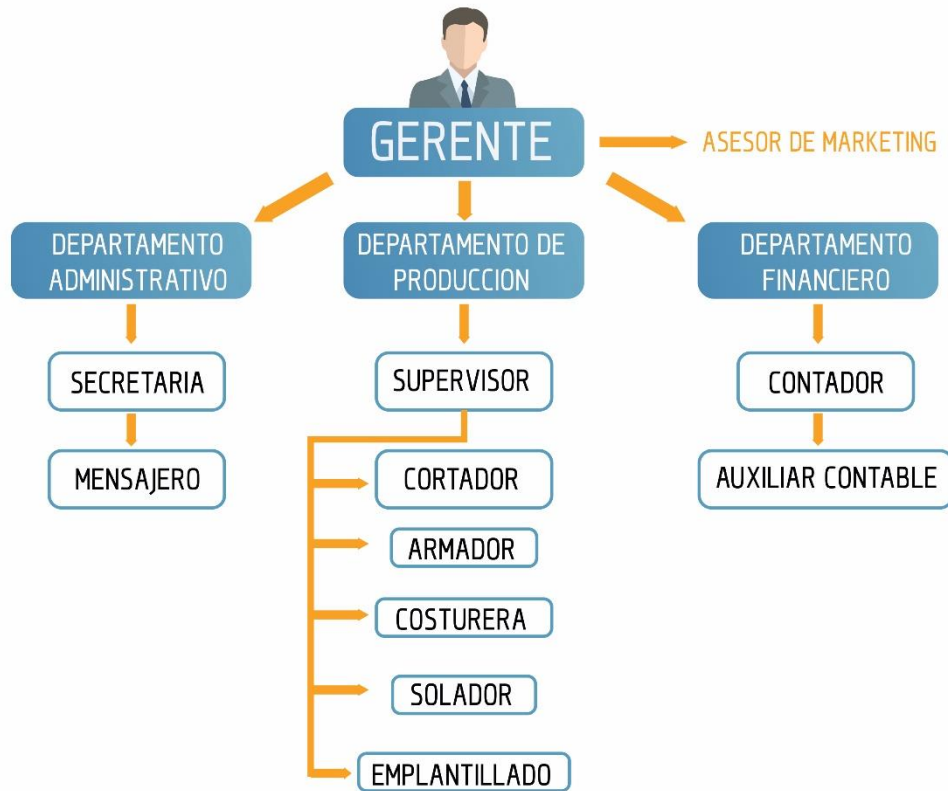 GERENTE
ASESOR DE MARKETING
DEPARTAMENTO
ADMINISTRATIVO
DEPARTAMENTO DE
PRODUCCION
DEPARTAMENTO
FINANCIERO
SECRETARIA
SUPERVISOR
CONTADOR
MENSAJERO
CORTADOR
AUXILIAR CONTABLE
ARMADOR
COSTURERA
SOLADOR
EMPLANTILLADO